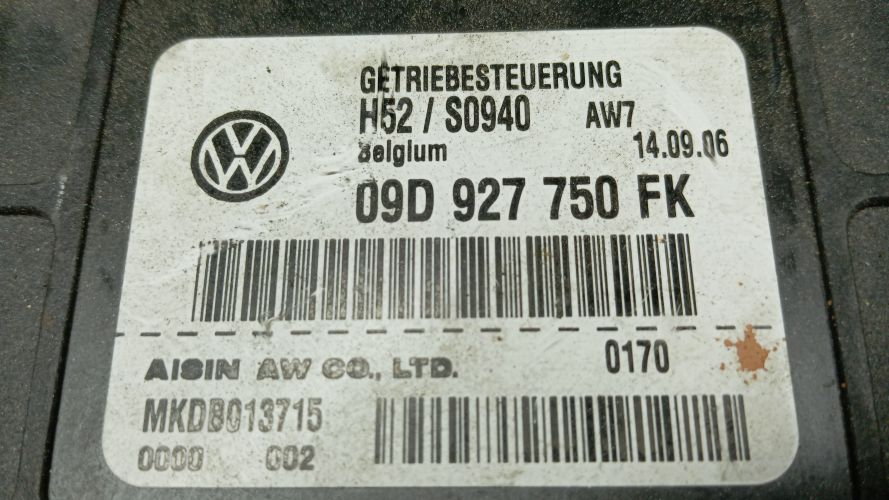 GETRIEBESTEUERUNG
H52 / S0940 AW7
Belgium 14.09.06
09D 927 750 FK
AISIN AW CO., LTD. 0170
MKDB013715
0000 002